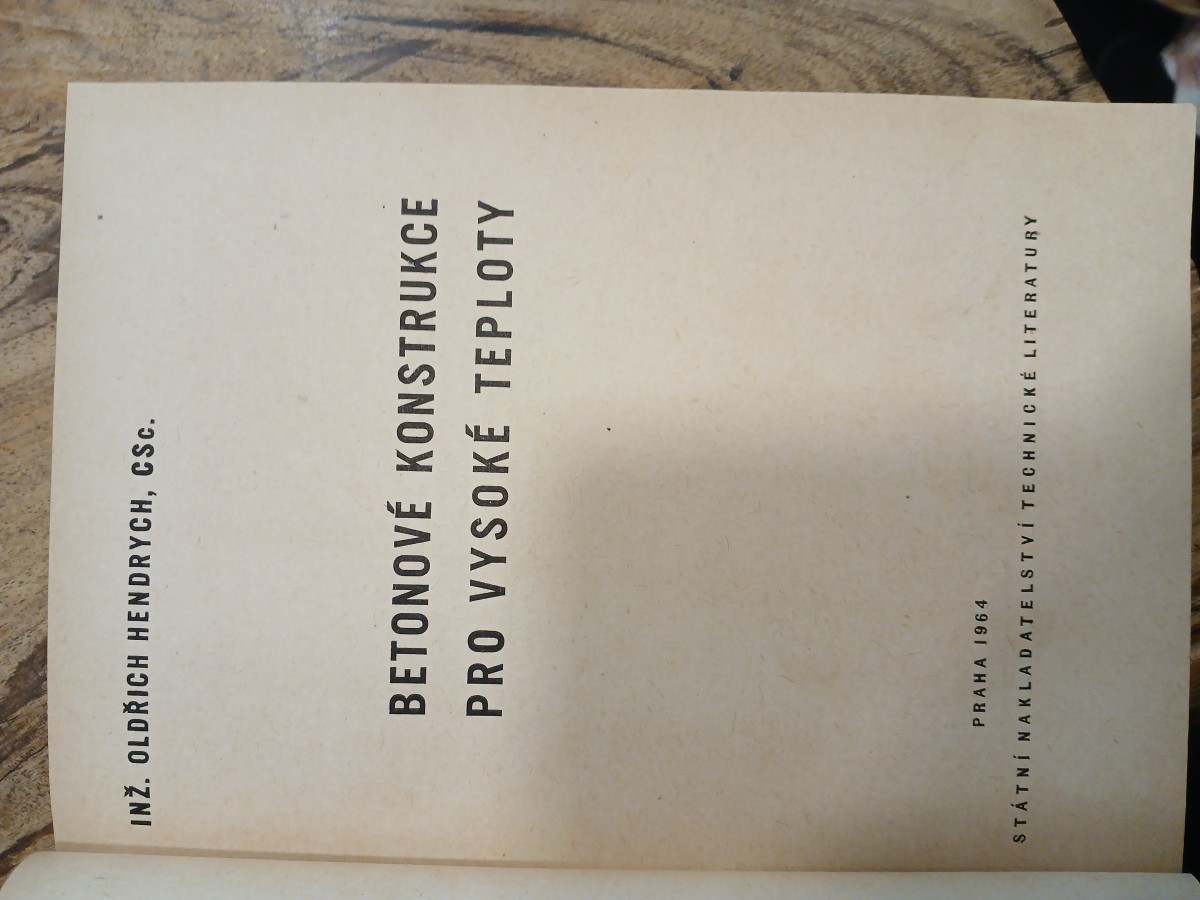 INŽ. OLDŘICH HENDRYCH, CSc.
BETONOVÉ KONSTRUKCE
PRO VYSOKÉ TEPLOTY
PRAHA 1964
STÁTNÍ NAKLADATELSTVÍ TECHNICKÉ LITERATURY